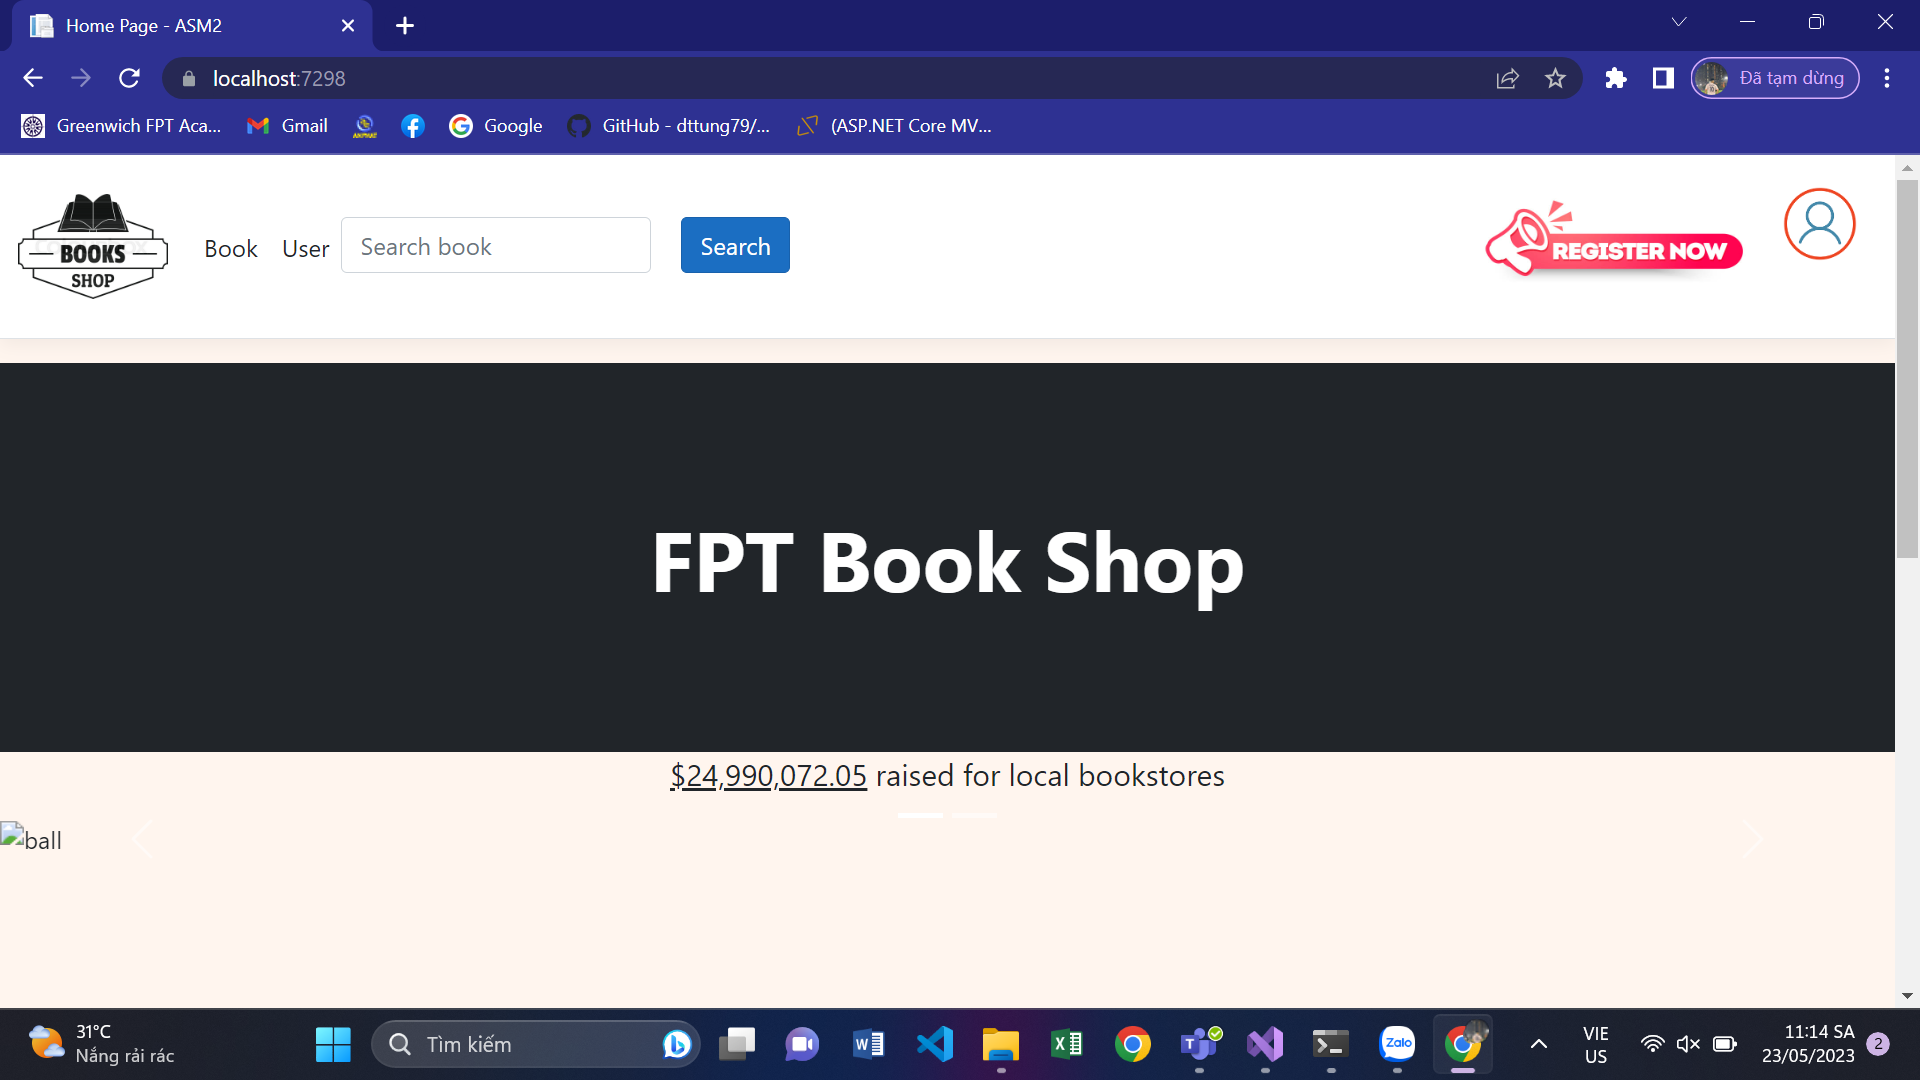 Home Page - ASM2
localhost:7298
Đã tạm dừng
Greenwich FPT Aca...
Gmail
Google
GitHub - dttung79/...
(ASP.NET Core MV...
BOOKS
SHOP
Book
User
Search book
Search
REGISTER NOW
FPT Book Shop
$24,990,072.05 raised for local bookstores
ball
31°C
Nắng rải rác
Tìm kiếm
Zalo
VIE
US
11:14 SA
23/05/2023
2